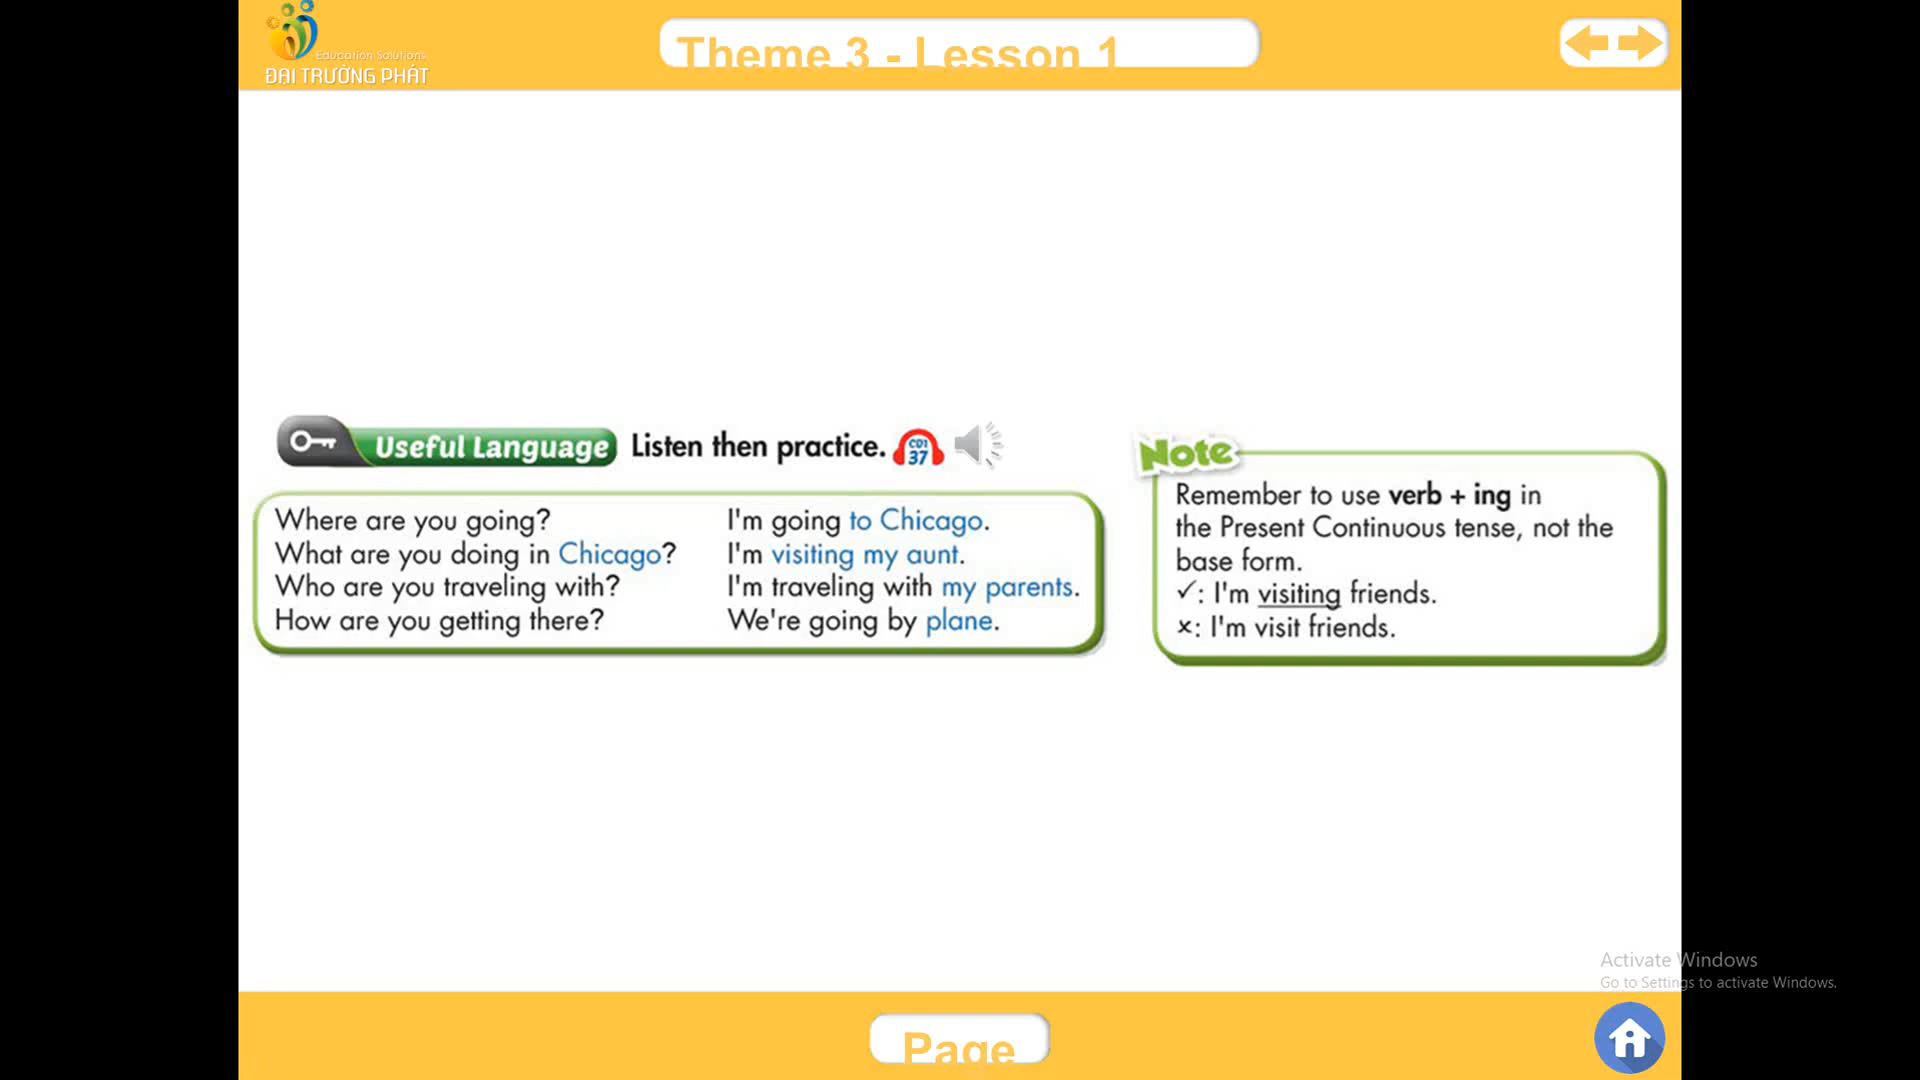 Education Solutions
ĐẠI TRƯỜNG PHÁT
Theme 3 - Lesson 1
Useful Language Listen then practice. CD1 37
Where are you going? I'm going to Chicago.
What are you doing in Chicago? I'm visiting my aunt.
Who are you traveling with? I'm traveling with my parents.
How are you getting there? We're going by plane.
Note
Remember to use verb + ing in
the Present Continuous tense, not the
base form.
✓: I'm visiting friends.
×: I'm visit friends.
Activate Windows
Go to Settings to activate Windows.
Page